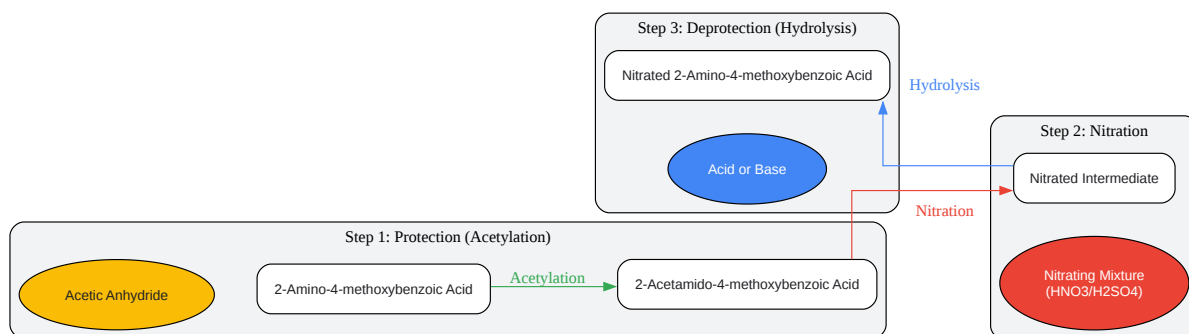 Step 3: Deprotection (Hydrolysis)
Nitrated 2-Amino-4-methoxybenzoic Acid
Hydrolysis
Acid or Base
Step 2: Nitration
Nitrated Intermediate
Nitration
Nitrating Mixture
(HNO3/H2SO4)
Step 1: Protection (Acetylation)
Acetic Anhydride
2-Amino-4-methoxybenzoic Acid
Acetylation
2-Acetamido-4-methoxybenzoic Acid